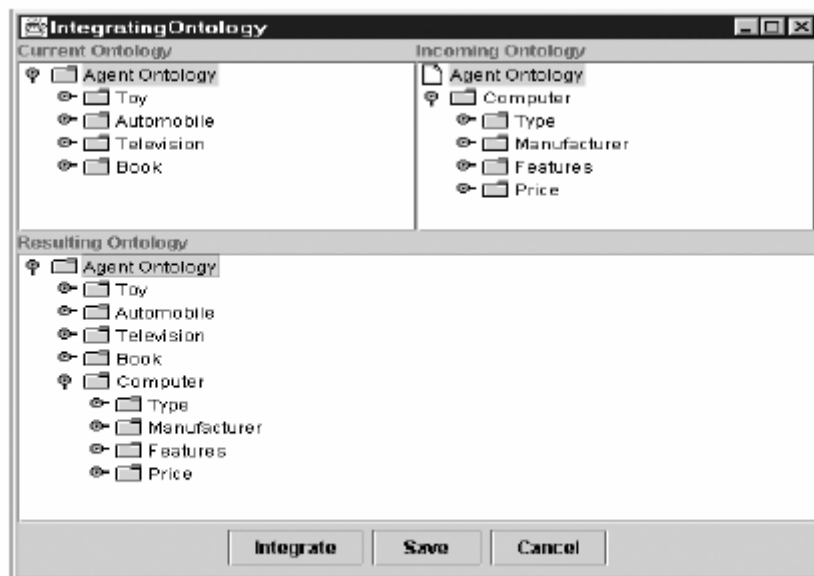 IntegratingOntology
Current Ontology
Agent Ontology
Toy
Automobile
Television
Book
Incoming Ontology
Agent Ontology
Computer
Type
Manufacturer
Features
Price
Resulting Ontology
Agent Ontology
Toy
Automobile
Television
Book
Computer
Type
Manufacturer
Features
Price
Integrate Save Cancel